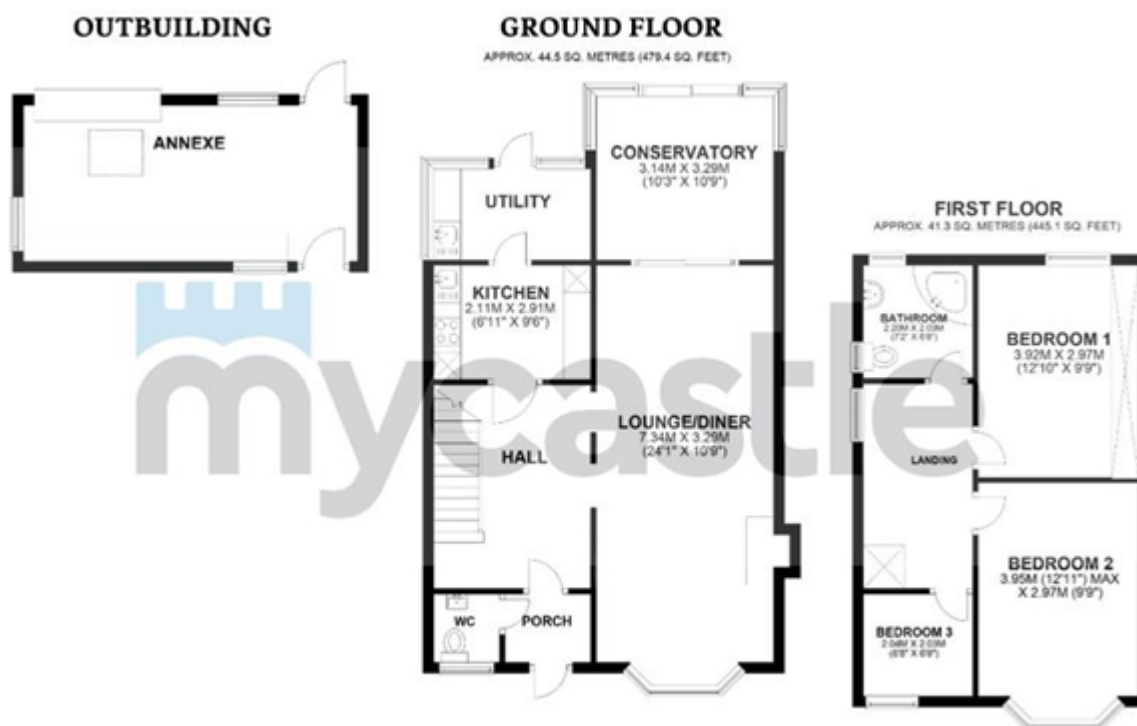 OUTBUILDING
ANNEXE
GROUND FLOOR
APPROX. 44.5 SQ. METRES (479.4 SQ. FEET)
CONSERVATORY
3.14M X 3.29M
(10'3" X 10'9")
UTILITY
KITCHEN
2.11M X 2.91M
(6'11" X 9'6")
LOUNGE/DINER
7.34M X 3.29M
(24'1" X 10'9")
HALL
WC
PORCH
FIRST FLOOR
APPROX. 41.3 SQ. METRES (445.1 SQ. FEET)
BATHROOM
2.20M X 2.03M
(7'2" X 6'8")
BEDROOM 1
3.92M X 2.97M
(12'10" X 9'9")
LANDING
BEDROOM 2
3.95M (12'11") MAX
X 2.97M (9'9")
BEDROOM 3
2.04M X 2.03M
(6'8" X 6'8")
mycastle